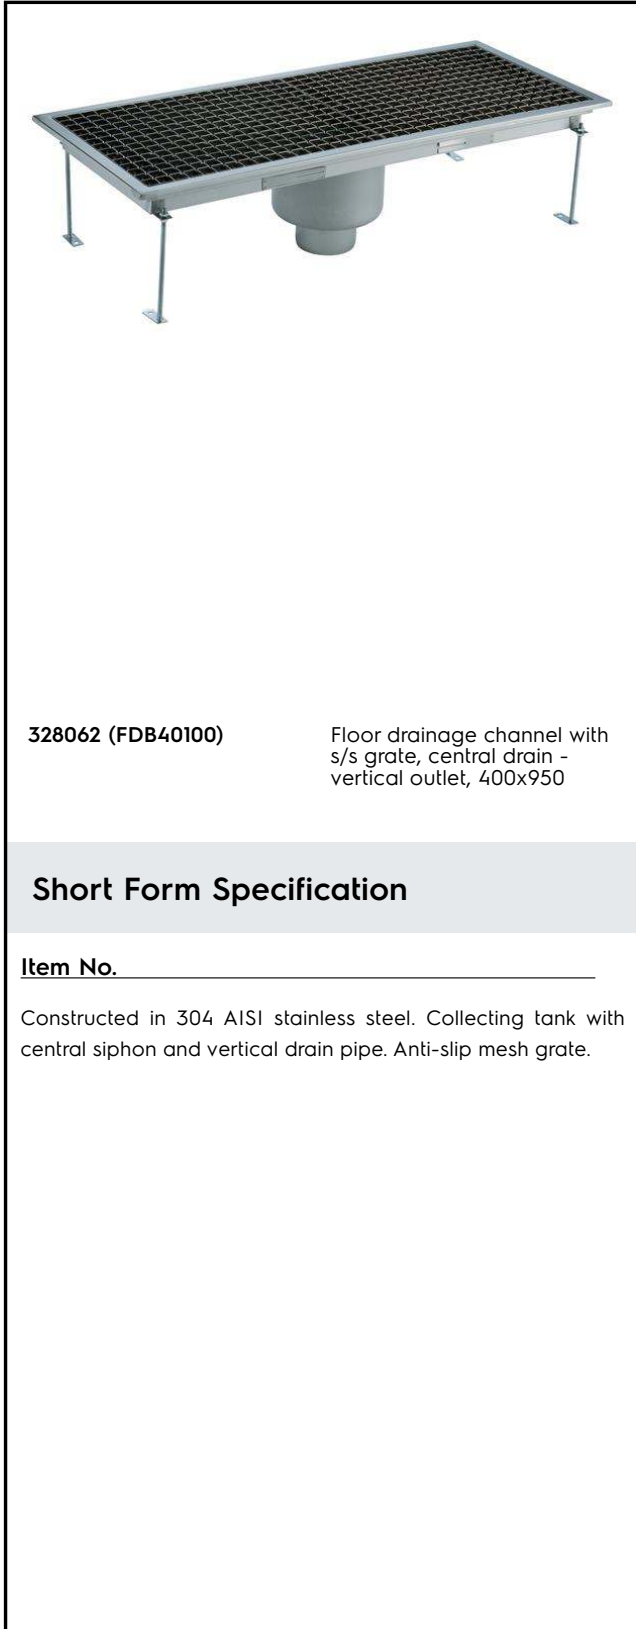 328062 (FDB40100)
Floor drainage channel with
s/s grate, central drain -
vertical outlet, 400x950
Short Form Specification
Item No.
Constructed in 304 AISI stainless steel. Collecting tank with
central siphon and vertical drain pipe. Anti-slip mesh grate.